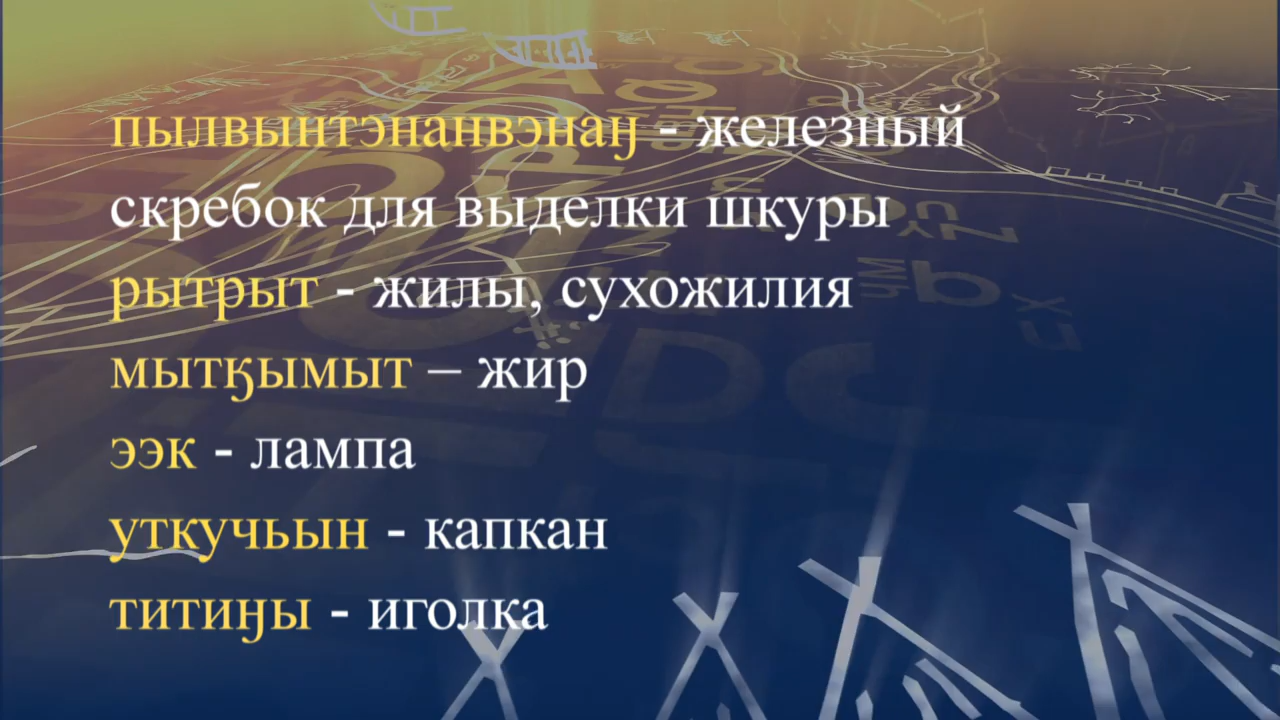 пылвынтэнанвэнаӈ - железный
скребок для выделки шкуры
рытрыт - жилы, сухожилия
мытӄымыт – жир
ээк - лампа
уткучьын - капкан
титиӈы - иголка